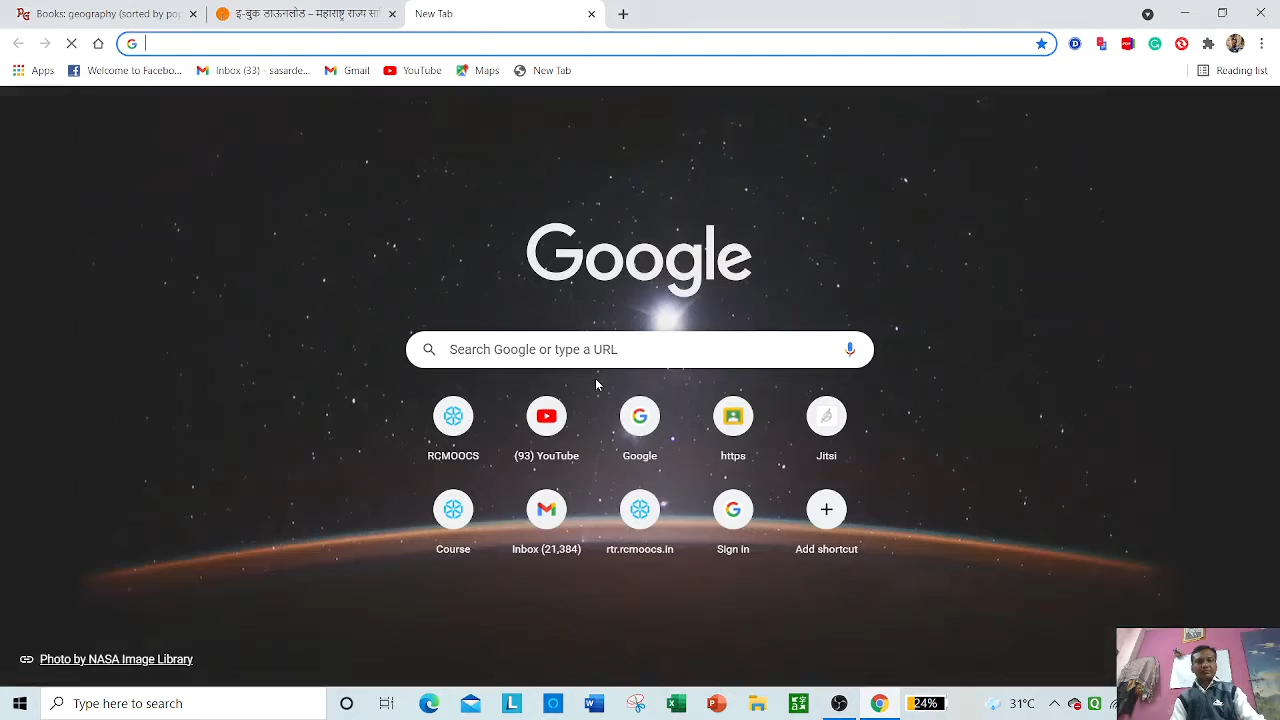 Books: geography (sorted by pop
इ-बुक डाऊनलोड – महाराष्ट्र राज्य सा
New Tab
Apps
Welcome to Facebo...
Inbox (33) - sasarde...
Gmail
YouTube
Maps
New Tab
Reading list
Google
Search Google or type a URL
RCMOOCS
(93) YouTube
Google
https
Jitsi
Course
Inbox (21,384)
rtr.rcmoocs.in
Sign in
Add shortcut
Photo by NASA Image Library
Type here to search
24%
31°C